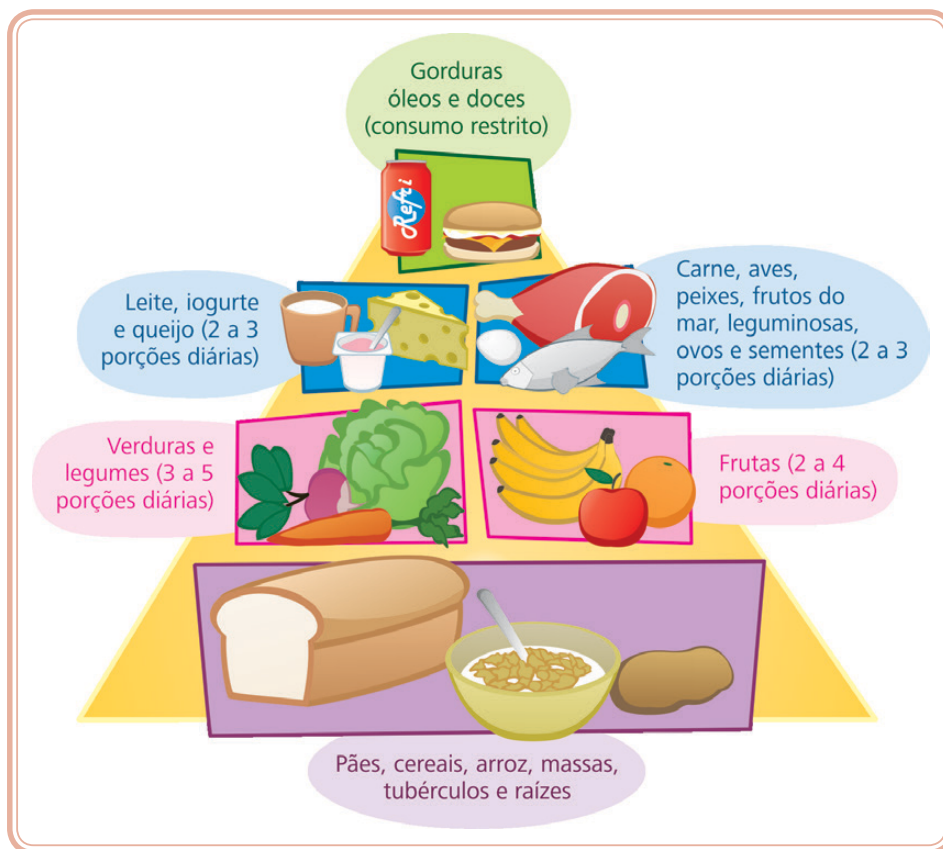 Gorduras
óleos e doces
(consumo restrito)
Refri
Leite, iogurte
e queijo (2 a 3
porções diárias)
Carne, aves,
peixes, frutos do
mar, leguminosas,
ovos e sementes (2 a 3
porções diárias)
Verduras e
legumes (3 a 5
porções diárias)
Frutas (2 a 4
porções diárias)
Pães, cereais, arroz, massas,
tubérculos e raízes